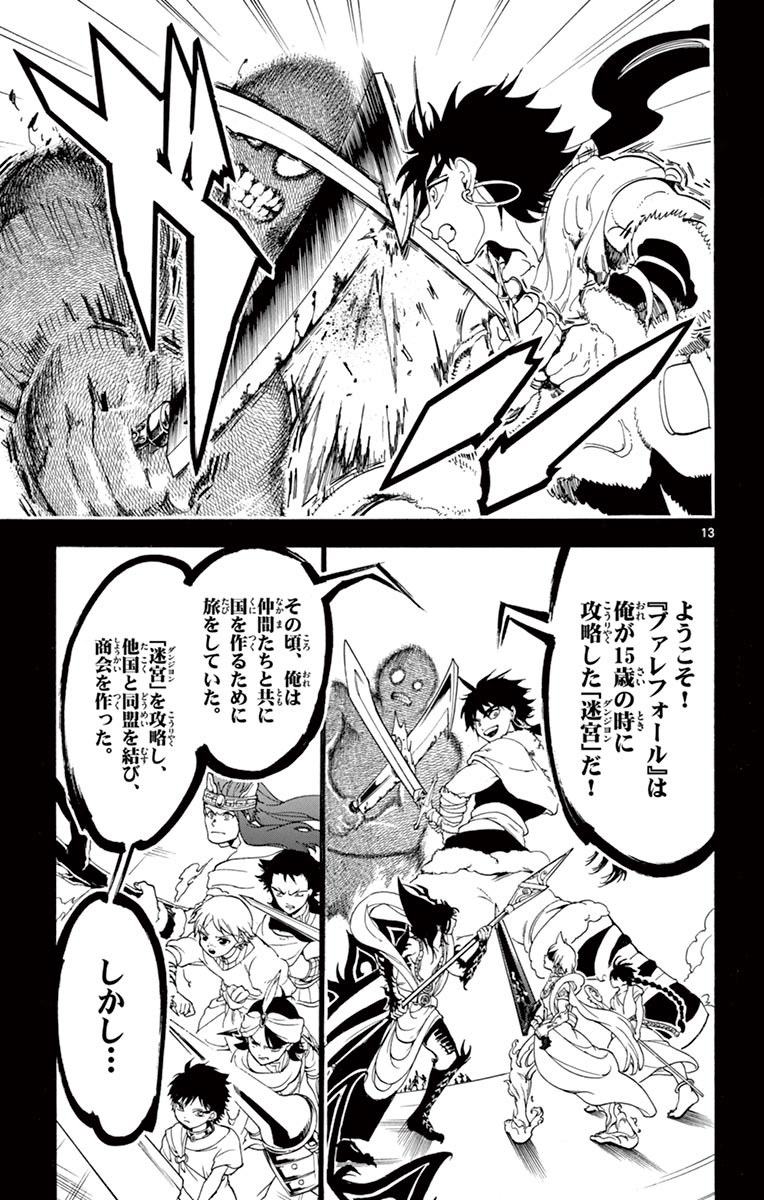 ガッ
13
ようこそ!
『ブァレフォール』は
俺が15歳の時に
攻略した「迷宮」だ!
その頃、俺は
仲間たちと共に
国を作るために
旅をしていた。
「迷宮」を攻略し、
他国と同盟を結び、
商会を作った。
しかし…